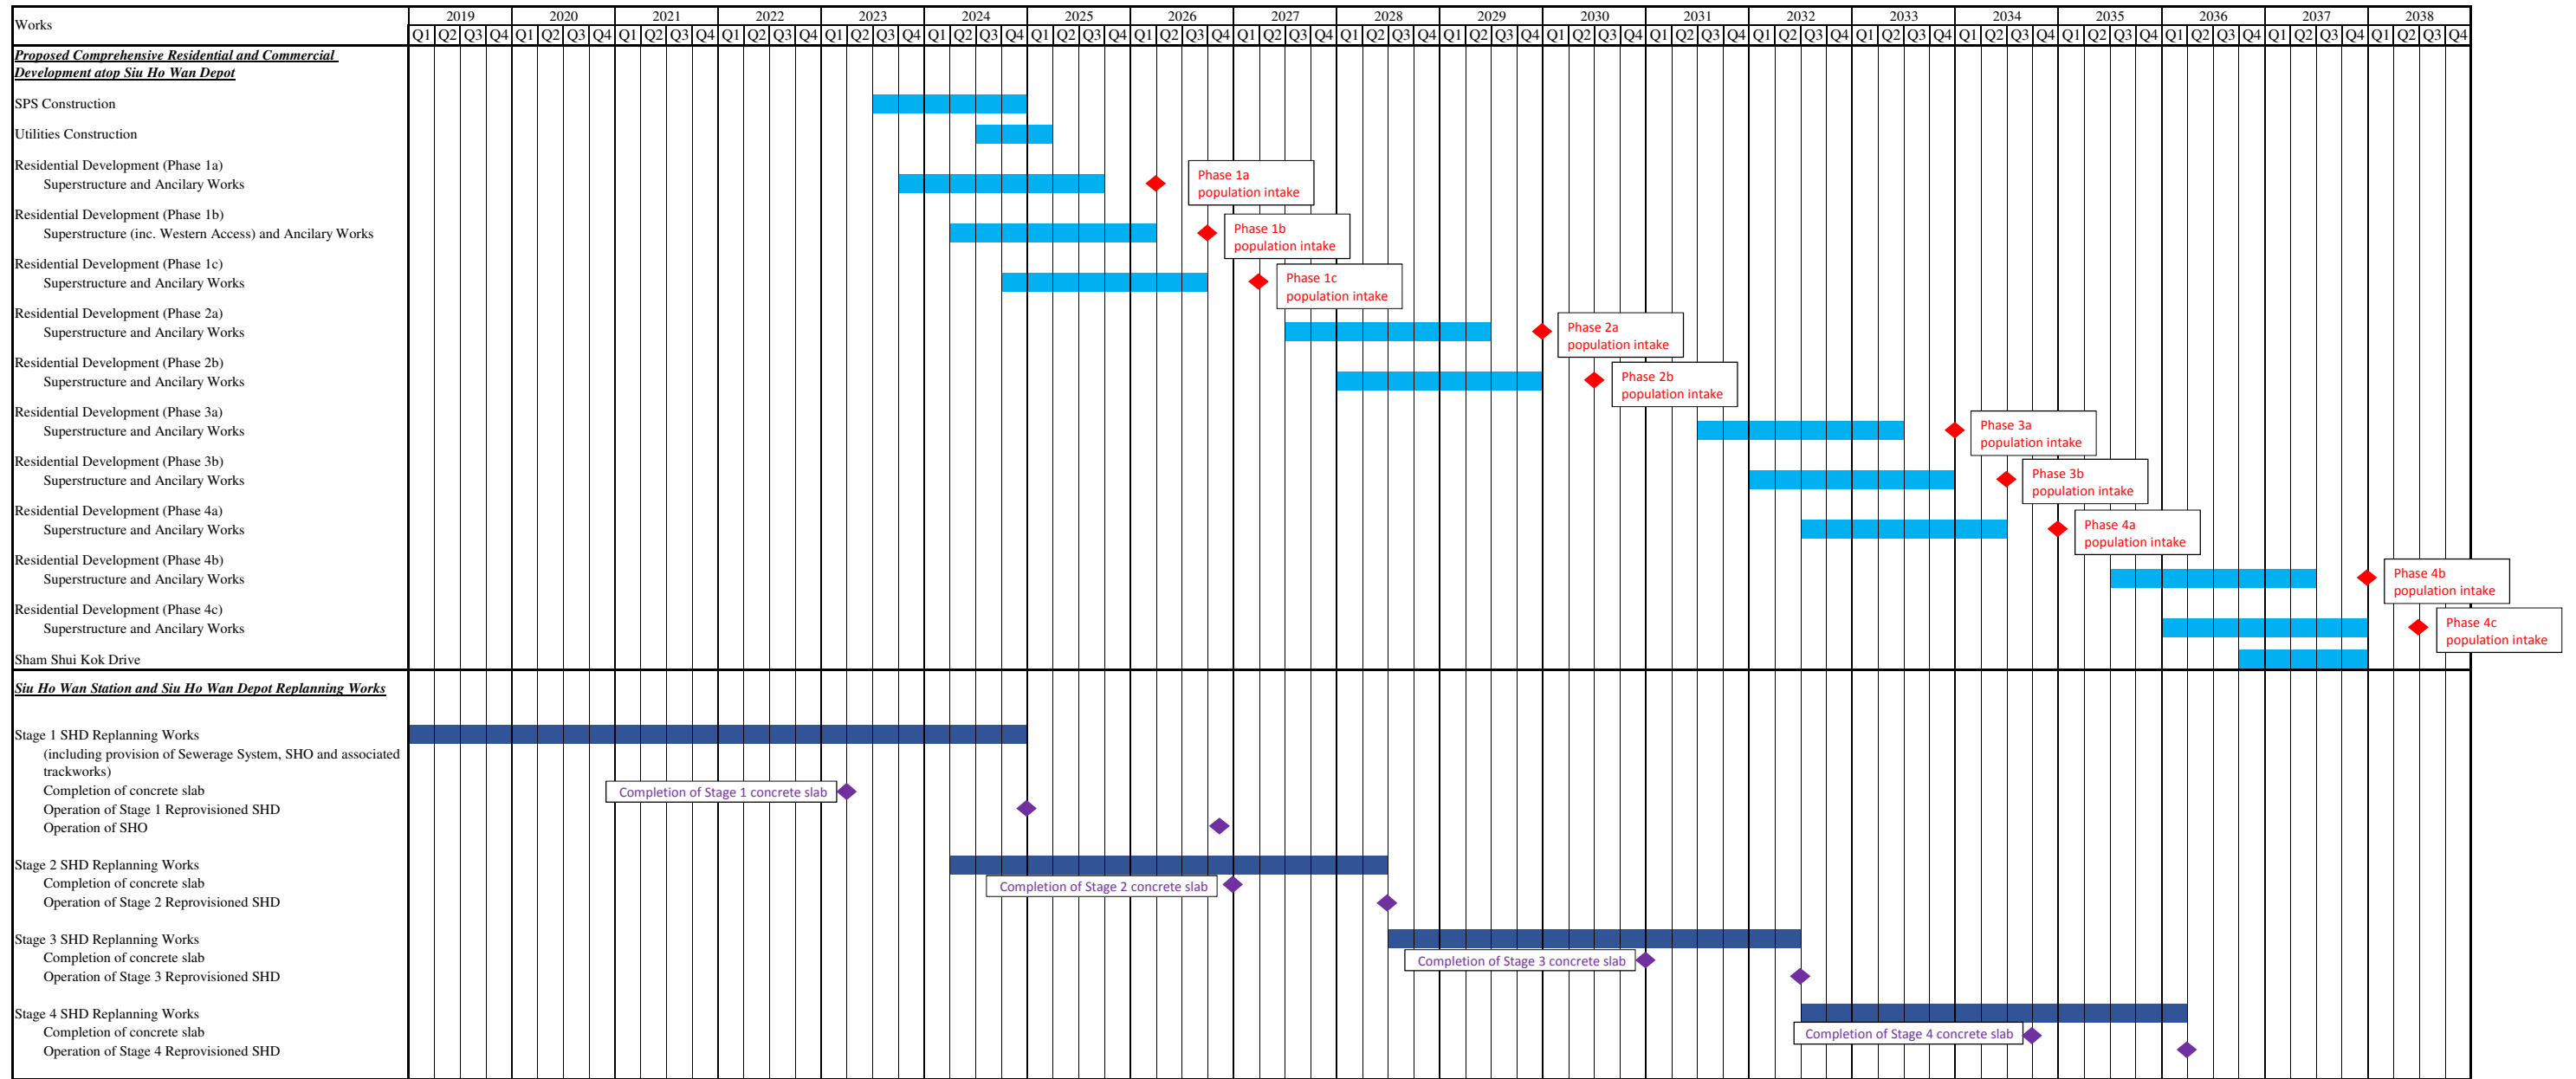 Works
2019 2020 2021 2022 2023 2024 2025 2026 2027 2028 2029 2030 2031 2032 2033 2034 2035 2036 2037 2038
Q1 Q2 Q3 Q4 Q1 Q2 Q3 Q4 Q1 Q2 Q3 Q4 Q1 Q2 Q3 Q4 Q1 Q2 Q3 Q4 Q1 Q2 Q3 Q4 Q1 Q2 Q3 Q4 Q1 Q2 Q3 Q4 Q1 Q2 Q3 Q4 Q1 Q2 Q3 Q4 Q1 Q2 Q3 Q4 Q1 Q2 Q3 Q4 Q1 Q2 Q3 Q4 Q1 Q2 Q3 Q4 Q1 Q2 Q3 Q4 Q1 Q2 Q3 Q4 Q1 Q2 Q3 Q4 Q1 Q2 Q3 Q4 Q1 Q2 Q3 Q4 Q1 Q2 Q3 Q4
Proposed Comprehensive Residential and Commercial
Development atop Siu Ho Wan Depot
SPS Construction
Utilities Construction
Residential Development (Phase 1a)
Superstructure and Ancilary Works
Phase 1a
population intake
Residential Development (Phase 1b)
Superstructure (inc. Western Access) and Ancilary Works
Phase 1b
population intake
Residential Development (Phase 1c)
Superstructure and Ancilary Works
Phase 1c
population intake
Residential Development (Phase 2a)
Superstructure and Ancilary Works
Phase 2a
population intake
Residential Development (Phase 2b)
Superstructure and Ancilary Works
Phase 2b
population intake
Residential Development (Phase 3a)
Superstructure and Ancilary Works
Phase 3a
population intake
Residential Development (Phase 3b)
Superstructure and Ancilary Works
Phase 3b
population intake
Residential Development (Phase 4a)
Superstructure and Ancilary Works
Phase 4a
population intake
Residential Development (Phase 4b)
Superstructure and Ancilary Works
Phase 4b
population intake
Residential Development (Phase 4c)
Superstructure and Ancilary Works
Phase 4c
population intake
Sham Shui Kok Drive
Siu Ho Wan Station and Siu Ho Wan Depot Replanning Works
Stage 1 SHD Replanning Works
(including provision of Sewerage System, SHO and associated
trackworks)
Completion of concrete slab
Completion of Stage 1 concrete slab
Operation of Stage 1 Reprovisioned SHD
Operation of SHO
Stage 2 SHD Replanning Works
Completion of concrete slab
Completion of Stage 2 concrete slab
Operation of Stage 2 Reprovisioned SHD
Stage 3 SHD Replanning Works
Completion of concrete slab
Completion of Stage 3 concrete slab
Operation of Stage 3 Reprovisioned SHD
Stage 4 SHD Replanning Works
Completion of concrete slab
Completion of Stage 4 concrete slab
Operation of Stage 4 Reprovisioned SHD